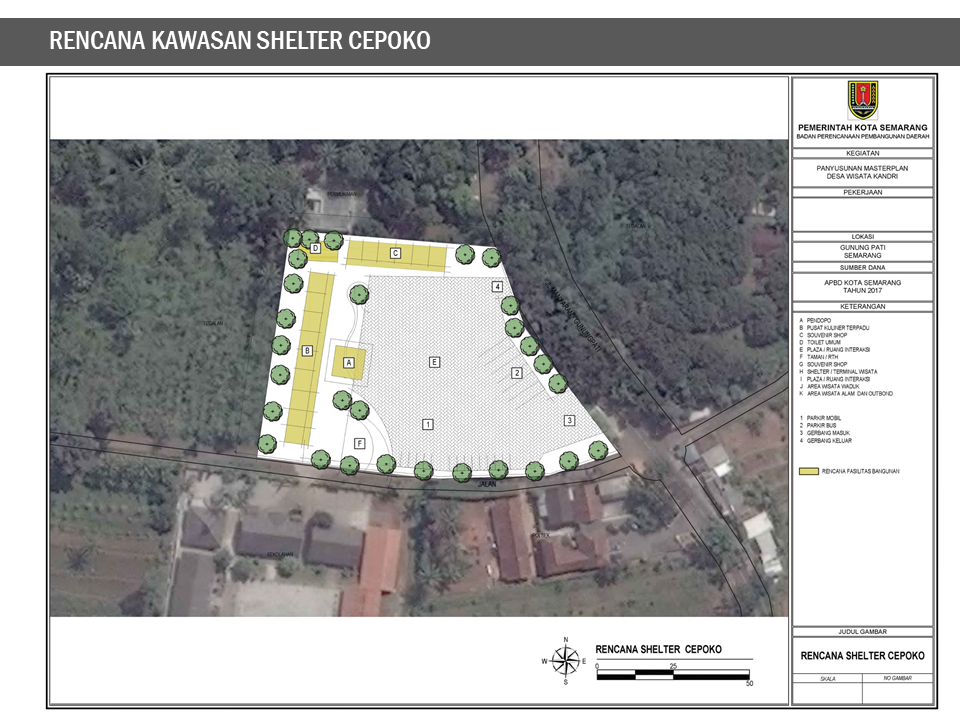 RENCANA KAWASAN SHELTER CEPOKO
PEMERINTAH KOTA SEMARANG
BADAN PERENCANAAN PEMBANGUNAN DAERAH
KEGIATAN
PANYUSUNAN MASTERPLAN
DESA WISATA KANDRI
PEKERJAAN
LOKASI
GUNUNG PATI
SEMARANG
SUMBER DANA
APBD KOTA SEMARANG
TAHUN 2017
KETERANGAN
A PENDOPO
B PUSAT KULINER TERPADU
C SOUVENIR SHOP
D TOILET UMUM
E PLAZA / RUANG INTERAKSI
F TAMAN / RTH
G SOUVENIR SHOP
H SHELTER / TERMINAL WISATA
I PLAZA / RUANG INTERAKSI
J AREA WISATA WADUK
K AREA WISATA ALAM DAN OUTBOND
1 PARKIR MOBIL
2 PARKIR BUS
3 GERBANG MASUK
4 GERBANG KELUAR
RENCANA FASILITAS BANGUNAN
JUDUL GAMBAR
RENCANA SHELTER CEPOKO
SKALA NO GAMBAR
D
C
4
B
A
E
2
1
3
F
JALAN
TEGALAN
SEKOLAHAN
N
W E
S
RENCANA SHELTER CEPOKO
0 25 50